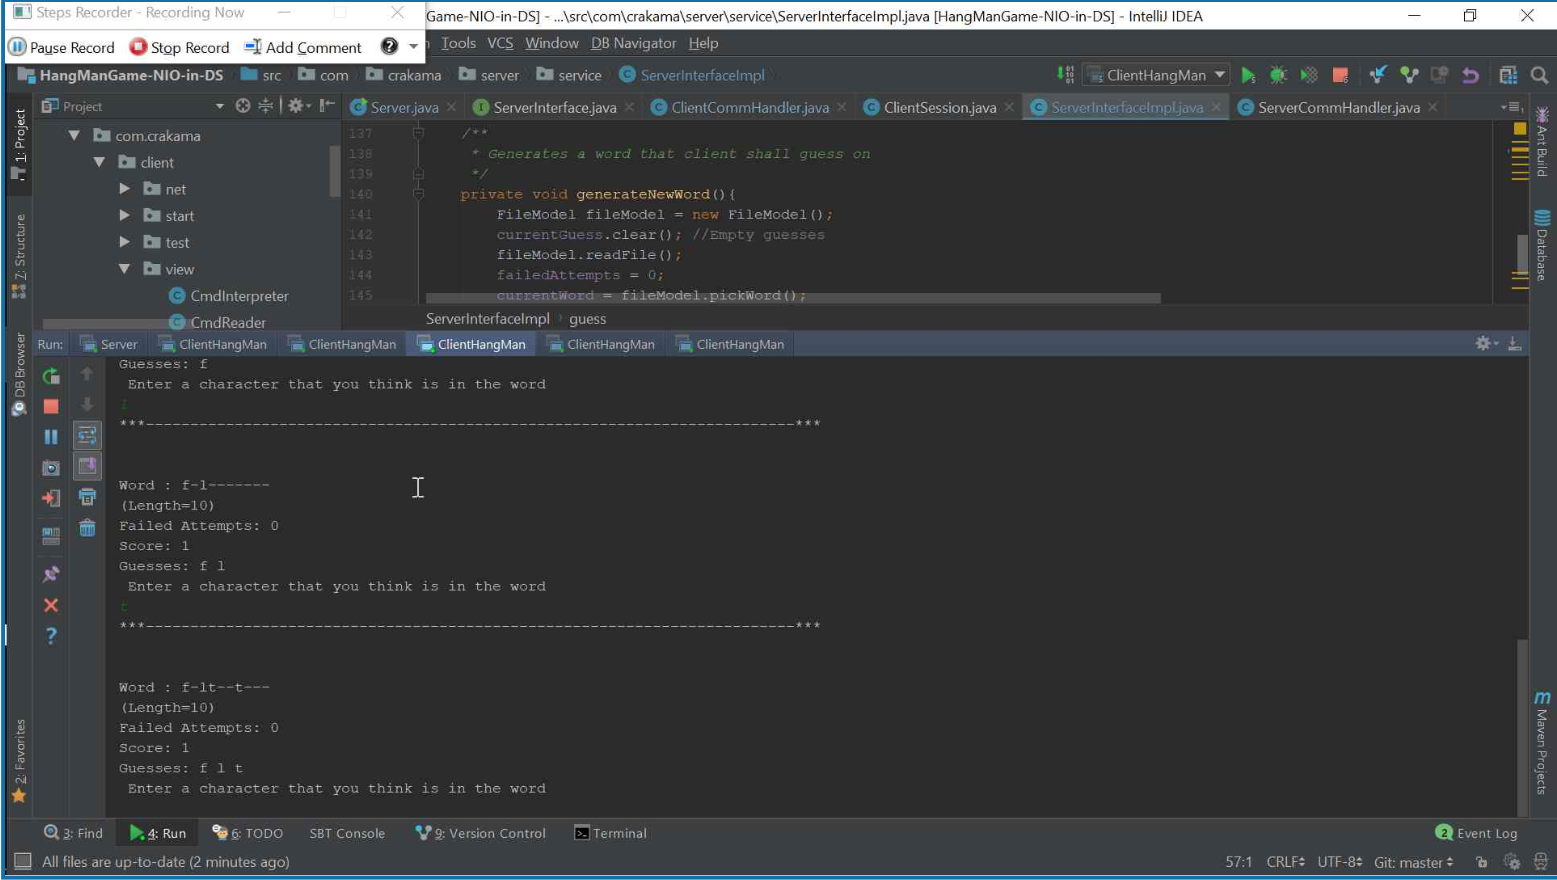 Steps Recorder - Recording Now
Game-NIO-in-DS] - ...\src\com\crakama\server\service\ServerInterfaceImpl.java [HangManGame-NIO-in-DS] - IntelliJ IDEA
Pause Record Stop Record Add Comment
Tools VCS Window DB Navigator Help
HangManGame-NIO-in-DS src com crakama server service ServerInterfaceImpl ClientHangMan
Project Server.java ServerInterface.java ClientCommHandler.java ClientSession.java ServerInterfaceImpl.java ServerCommHandler.java
com.crakama
client
net
start
test
view
CmdInterpreter
CmdReader
137 /**
138 * Generates a word that client shall guess on
139 */
140 private void generateNewWord(){
141 FileModel fileModel = new FileModel();
142 currentGuess.clear(); //Empty guesses
143 fileModel.readFile();
144 failedAttempts = 0;
145 currentWord = fileModel.pickWord();
ServerInterfaceImpl guess
1: Project
7: Structure
DB Browser
2: Favorites
Ant Build
Database
Maven Projects
Run: Server ClientHangMan ClientHangMan ClientHangMan ClientHangMan ClientHangMan
Guesses: f
Enter a character that you think is in the word
l
***-------------------------------------------------------------------------***
Word : f-l-------
(Length=10)
Failed Attempts: 0
Score: 1
Guesses: f l
Enter a character that you think is in the word
t
***-------------------------------------------------------------------------***
Word : f-lt--t---
(Length=10)
Failed Attempts: 0
Score: 1
Guesses: f l t
Enter a character that you think is in the word
3: Find 4: Run 6: TODO SBT Console 9: Version Control Terminal 2 Event Log
All files are up-to-date (2 minutes ago) 57:1 CRLF UTF-8 Git: master